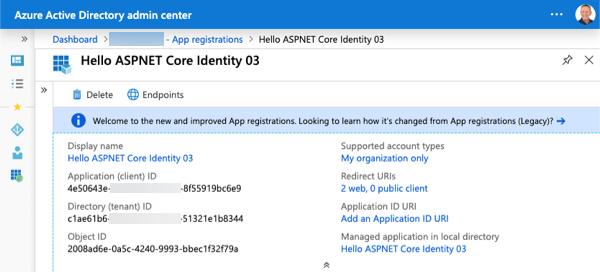 Azure Active Directory admin center
Dashboard > - App registrations > Hello ASPNET Core Identity 03
Hello ASPNET Core Identity 03
Delete Endpoints
Welcome to the new and improved App registrations. Looking to learn how it's changed from App registrations (Legacy)? →
Display name
Hello ASPNET Core Identity 03
Application (client) ID
4e50643e- -8f55919bc6e9
Directory (tenant) ID
c1ae61b6- -51321e1b8344
Object ID
2008ad6e-0a5c-4240-9993-bbec1f32f79a
Supported account types
My organization only
Redirect URIs
2 web, 0 public client
Application ID URI
Add an Application ID URI
Managed application in local directory
Hello ASPNET Core Identity 03